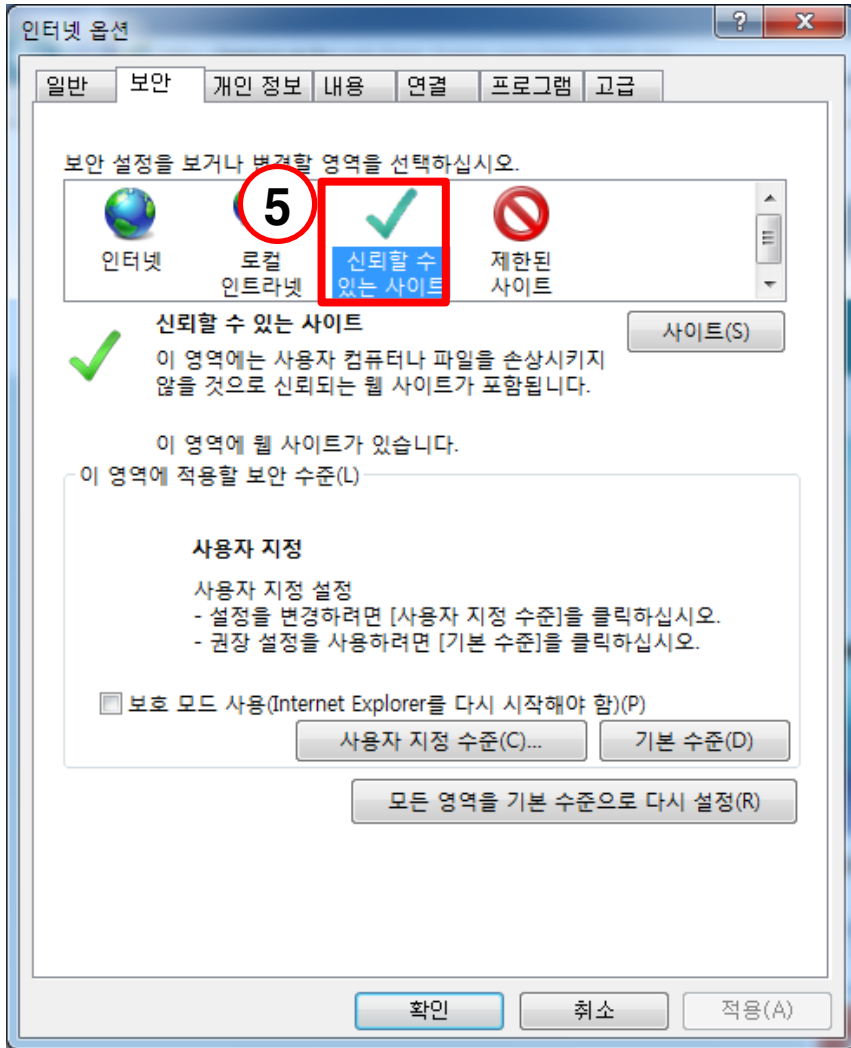 인터넷 옵션
일반 보안 개인 정보 내용 연결 프로그램 고급
보안 설정을 보거나 변경할 영역을 선택하십시오.
5
인터넷 로컬 인트라넷 신뢰할 수 있는 사이트 제한된 사이트
신뢰할 수 있는 사이트
사이트(S)
이 영역에는 사용자 컴퓨터나 파일을 손상시키지
않을 것으로 신뢰되는 웹 사이트가 포함됩니다.
이 영역에 웹 사이트가 있습니다.
이 영역에 적용할 보안 수준(L)
사용자 지정
사용자 지정 설정
- 설정을 변경하려면 [사용자 지정 수준]을 클릭하십시오.
- 권장 설정을 사용하려면 [기본 수준]을 클릭하십시오.
보호 모드 사용(Internet Explorer를 다시 시작해야 함)(P)
사용자 지정 수준(C)... 기본 수준(D)
모든 영역을 기본 수준으로 다시 설정(R)
확인 취소 적용(A)